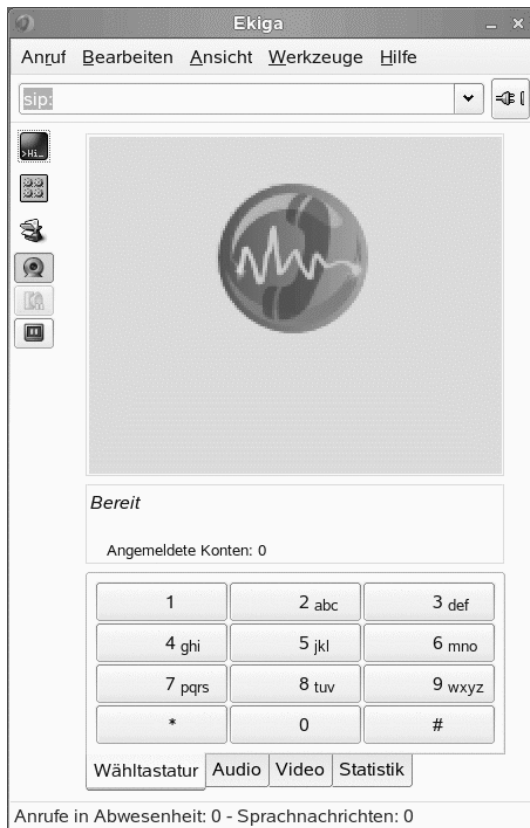 Ekiga
Anruf Bearbeiten Ansicht Werkzeuge Hilfe
sip:
>Hi_
Bereit
Angemeldete Konten: 0
1 2 abc 3 def
4 ghi 5 jkl 6 mno
7 pqrs 8 tuv 9 wxyz
* 0 #
Wähltastatur Audio Video Statistik
Anrufe in Abwesenheit: 0 - Sprachnachrichten: 0